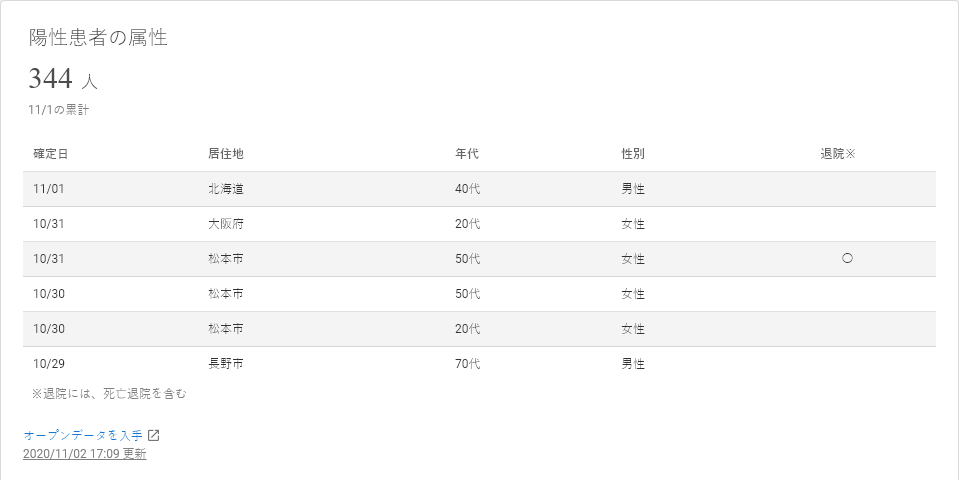 陽性患者の属性
344 人
11/1の累計
確定日 居住地 年代 性別 退院※
11/01 北海道 40代 男性
10/31 大阪府 20代 女性
10/31 松本市 50代 女性 〇
10/30 松本市 50代 女性
10/30 松本市 20代 女性
10/29 長野市 70代 男性
※退院には、死亡退院を含む
オープンデータを入手
2020/11/02 17:09 更新